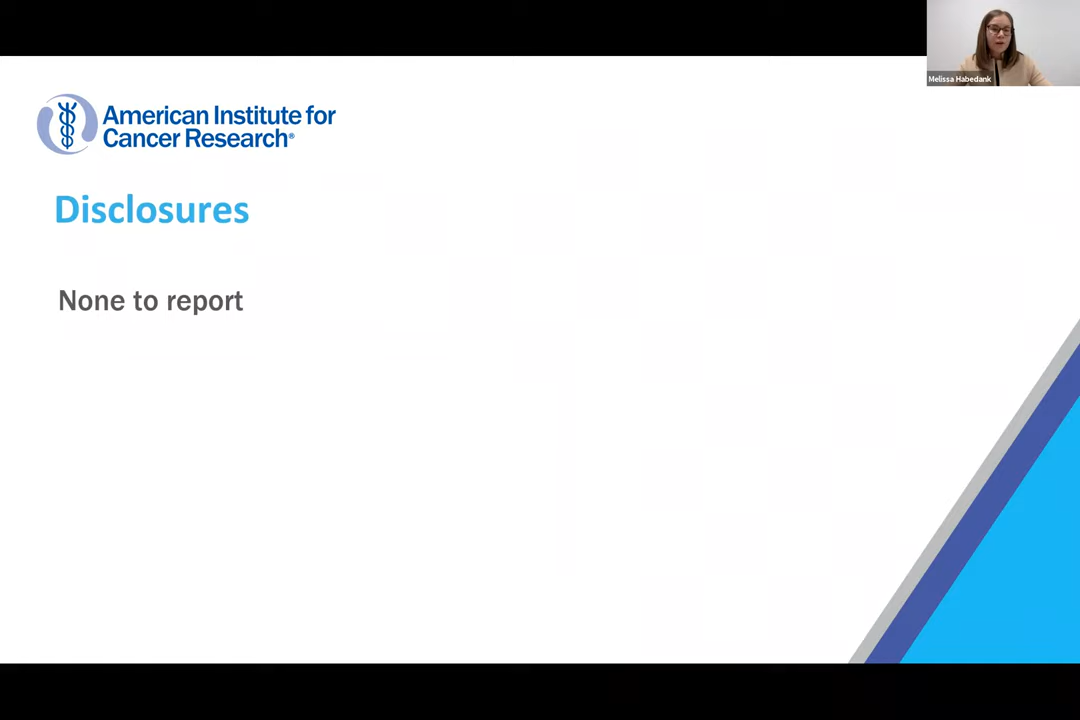 Melissa Habedank
American Institute for
Cancer Research®
Disclosures
None to report